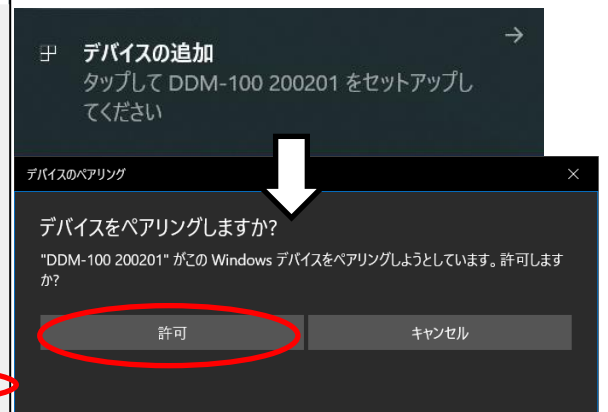 デバイスの追加
タップして DDM-100 200201 をセットアップし
てください
デバイスのペアリング
デバイスをペアリングしますか?
"DDM-100 200201" がこの Windows デバイスをペアリングしようとしています。許可します
か?
許可
キャンセル